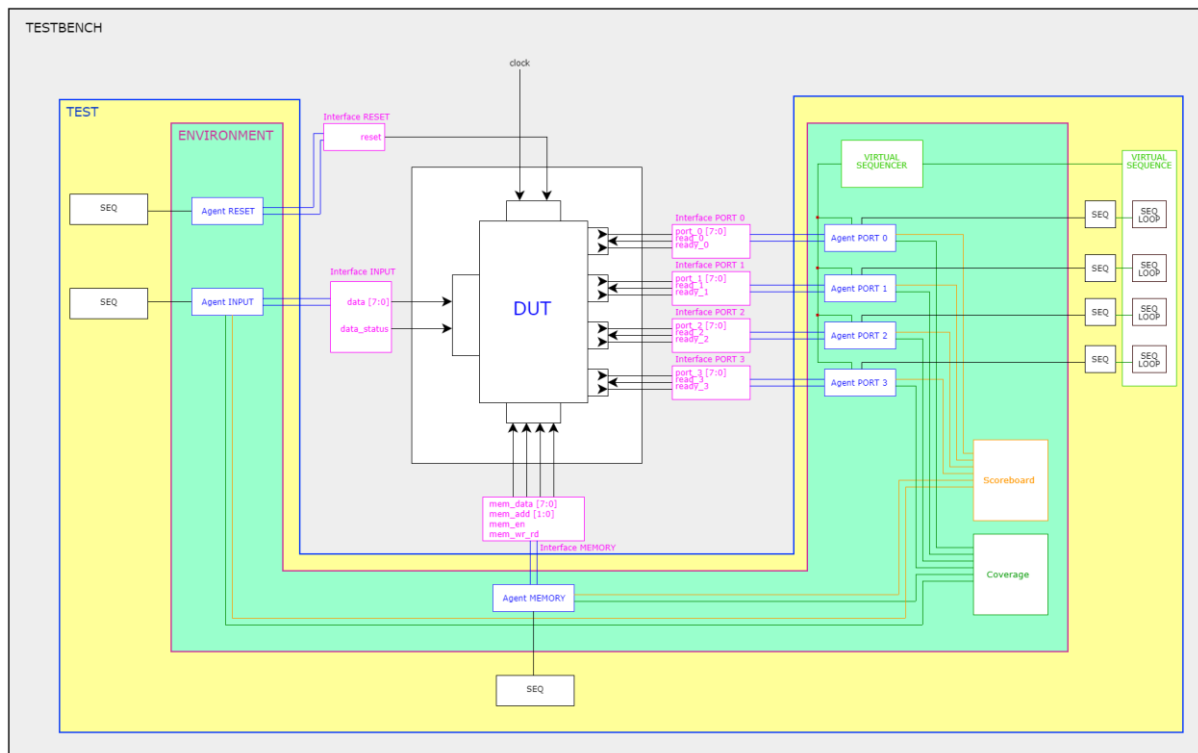 TESTBENCH
clock
TEST
ENVIRONMENT
Interface RESET
reset
SEQ
Agent RESET
SEQ
Agent INPUT
Interface INPUT
data [7:0]
data_status
DUT
Interface PORT 0
port_0 [7:0]
read_0
ready_0
Interface PORT 1
port_1 [7:0]
read_1
ready_1
Interface PORT 2
port_2 [7:0]
read_2
ready_2
Interface PORT 3
port_3 [7:0]
read_3
ready_3
VIRTUAL
SEQUENCER
VIRTUAL
SEQUENCE
Agent PORT 0
SEQ
SEQ
LOOP
Agent PORT 1
SEQ
SEQ
LOOP
Agent PORT 2
SEQ
SEQ
LOOP
Agent PORT 3
SEQ
SEQ
LOOP
Scoreboard
Coverage
mem_data [7:0]
mem_add [1:0]
mem_en
mem_wr_rd
Interface MEMORY
Agent MEMORY
SEQ